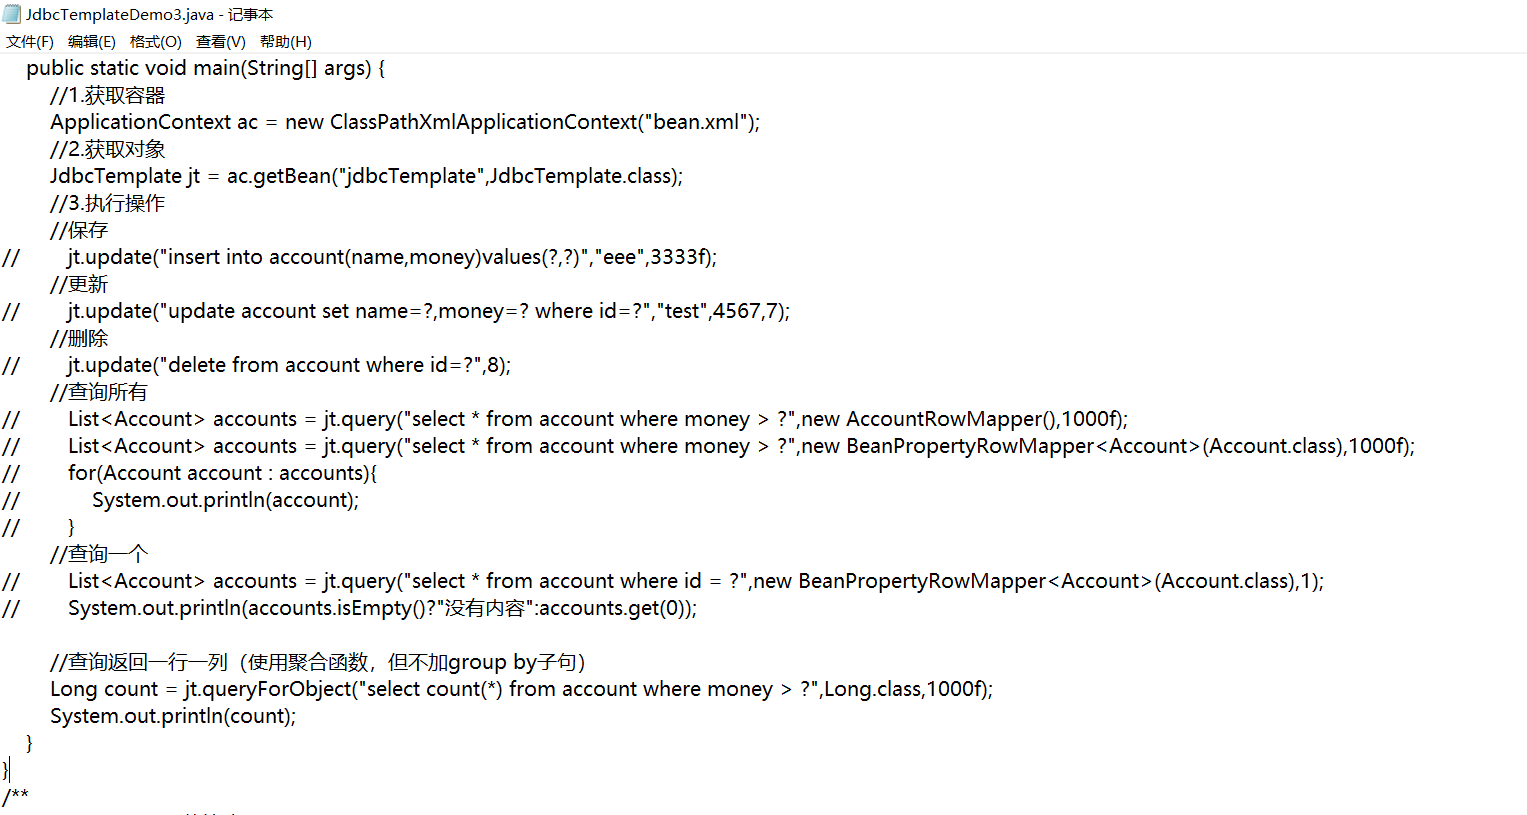 JdbcTemplateDemo3.java - 记事本
文件(F) 编辑(E) 格式(O) 查看(V) 帮助(H)
public static void main(String[] args) {
//1.获取容器
ApplicationContext ac = new ClassPathXmlApplicationContext("bean.xml");
//2.获取对象
JdbcTemplate jt = ac.getBean("jdbcTemplate",JdbcTemplate.class);
//3.执行操作
//保存
// jt.update("insert into account(name,money)values(?,?)","eee",3333f);
//更新
// jt.update("update account set name=?,money=? where id=?","test",4567,7);
//删除
// jt.update("delete from account where id=?",8);
//查询所有
// List<Account> accounts = jt.query("select * from account where money > ?",new AccountRowMapper(),1000f);
// List<Account> accounts = jt.query("select * from account where money > ?",new BeanPropertyRowMapper<Account>(Account.class),1000f);
// for(Account account : accounts){
// System.out.println(account);
// }
//查询一个
// List<Account> accounts = jt.query("select * from account where id = ?",new BeanPropertyRowMapper<Account>(Account.class),1);
// System.out.println(accounts.isEmpty()?"没有内容":accounts.get(0));
//查询返回一行一列（使用聚合函数，但不加group by子句）
Long count = jt.queryForObject("select count(*) from account where money > ?",Long.class,1000f);
System.out.println(count);
}
}
/**